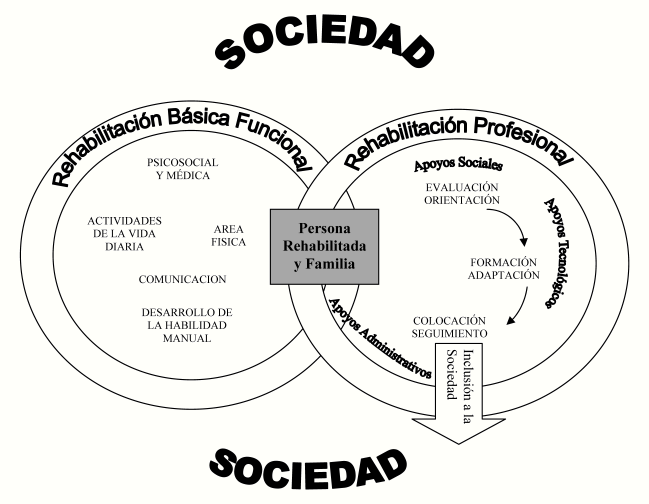 SOCIEDAD
Rehabilitación Básica Funcional
PSICOSOCIAL
Y MÉDICA
ACTIVIDADES
DE LA VIDA
DIARIA
AREA
FISICA
COMUNICACION
DESARROLLO DE
LA HABILIDAD
MANUAL
Persona
Rehabilitada
y Familia
Rehabilitación Profesional
Apoyos Sociales
EVALUACIÓN
ORIENTACIÓN
Apoyos Tecnológicos
FORMACIÓN
ADAPTACIÓN
COLOCACIÓN
SEGUIMIENTO
Apoyos Administrativos
Inclusión a la
Sociedad
SOCIEDAD